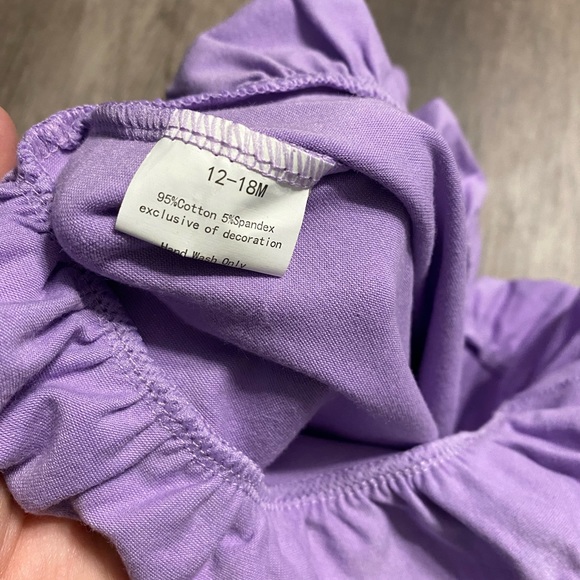 12-18M
95%Cotton 5%Spandex
exclusive of decoration
Hand Wash Only